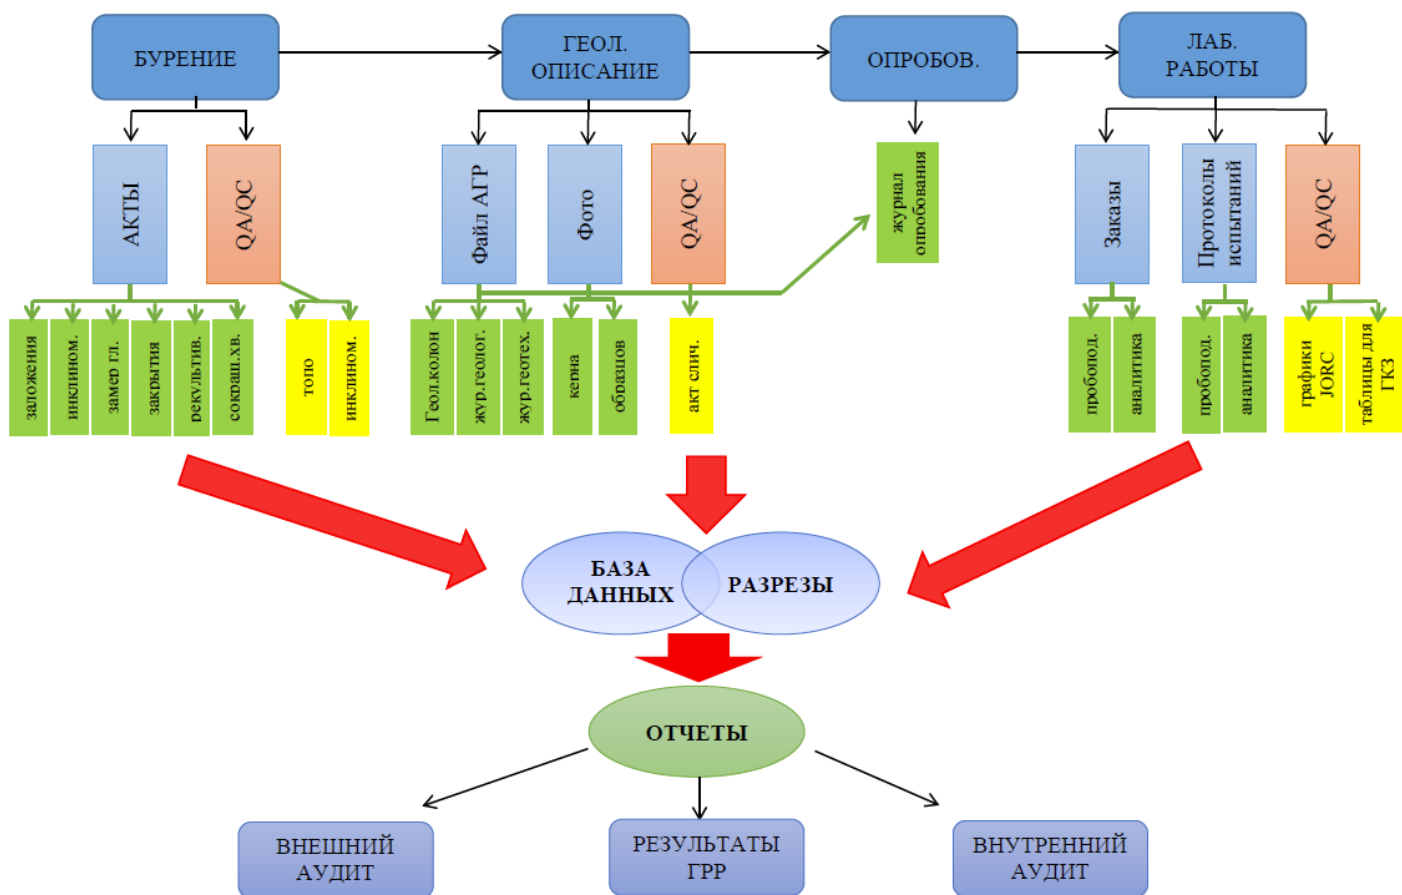 БУРЕНИЕ
ГЕОЛ.
ОПИСАНИЕ
ОПРОБОВ.
ЛАБ.
РАБОТЫ
АКТЫ
QA/QC
Файл АГР
Фото
QA/QC
журнал
опробования
Заказы
Протоколы
испытаний
QA/QC
заложения
инклином.
замер гл.
закрытия
рекультив.
сокращ.хв.
топо
инклином.
Геол.колон
жур.геолог.
жур.геотех.
керна
образцов
акт слич.
пробопод.
аналитика
пробопод.
аналитика
графики
JORC
таблицы для
ГКЗ
БАЗА
ДАННЫХ
РАЗРЕЗЫ
ОТЧЕТЫ
ВНЕШНИЙ
АУДИТ
РЕЗУЛЬТАТЫ
ГРР
ВНУТРЕННИЙ
АУДИТ